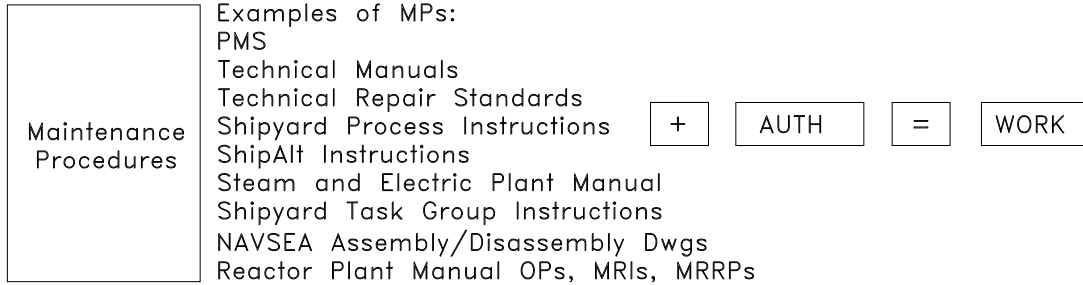 Maintenance
Procedures
Examples of MPs:
PMS
Technical Manuals
Technical Repair Standards
Shipyard Process Instructions
ShipAlt Instructions
Steam and Electric Plant Manual
Shipyard Task Group Instructions
NAVSEA Assembly/Disassembly Dwgs
Reactor Plant Manual OPs, MRIs, MRRPs
+ AUTH = WORK